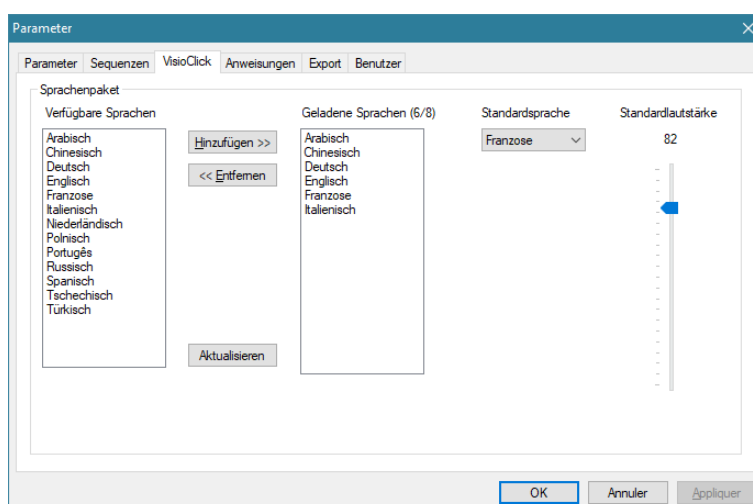 Parameter
Parameter Sequenzen VisioClick Anweisungen Export Benutzer
Sprachenpaket
Verfügbare Sprachen
Arabisch
Chinesisch
Deutsch
Englisch
Franzose
Italienisch
Niederländisch
Polnisch
Portugês
Russisch
Spanisch
Tschechisch
Türkisch
Hinzufügen >>
<< Entfernen
Aktualisieren
Geladene Sprachen (6/8)
Arabisch
Chinesisch
Deutsch
Englisch
Franzose
Italienisch
Standardsprache
Franzose
Standardlautstärke
82
OK Annuler Appliquer